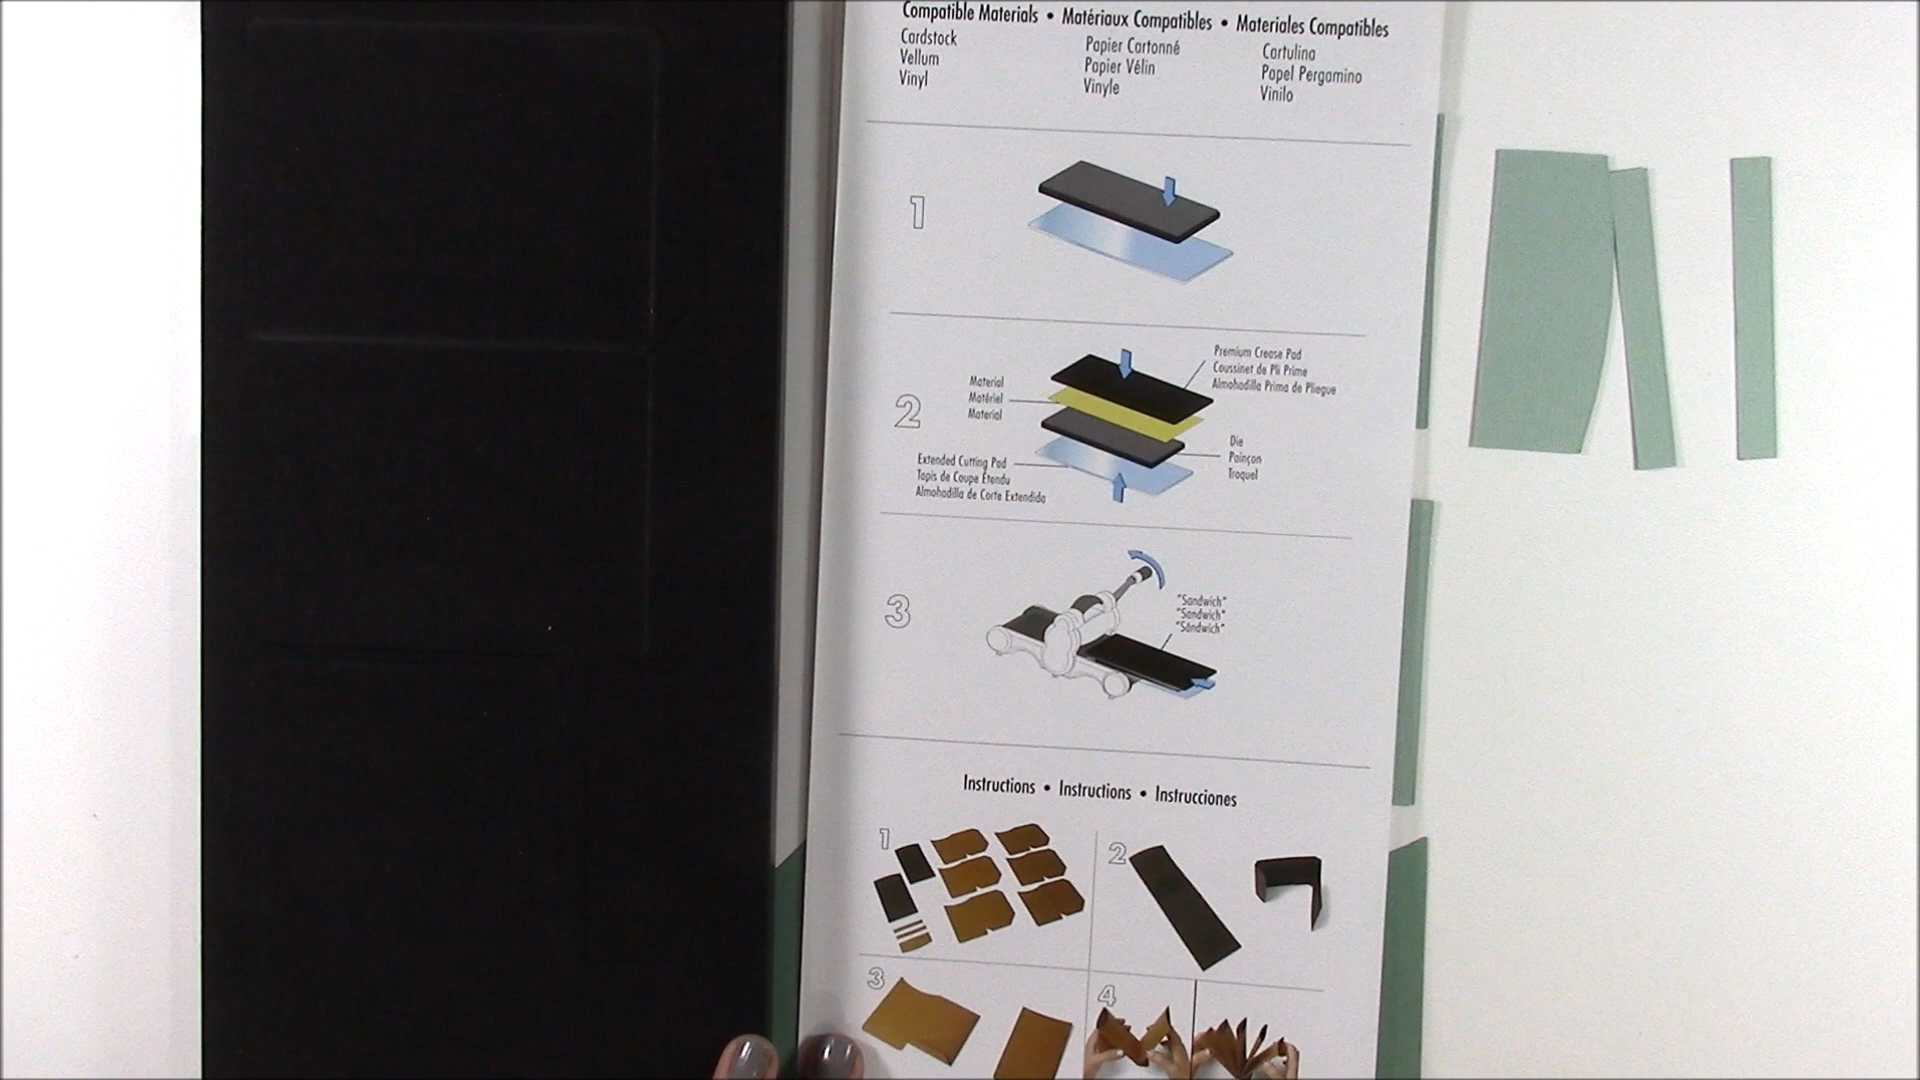 Compatible Materials • Matériaux Compatibles • Materiales Compatibles
Cardstock
Vellum
Vinyl
Papier Cartonné
Papier Vélin
Vinyle
Cartulina
Papel Pergamino
Vinilo
1
2
Material
Matériel
Material
Premium Crease Pad
Coussinet de Pli Prime
Almohadilla Prima de Pliegue
Extended Cutting Pad
Tapis de Coupe Étendu
Almohadilla de Corte Extendida
Die
Poinçon
Troquel
3
"Sandwich"
"Sandwich"
"Sándwich"
Instructions • Instructions • Instrucciones
1
2
3
4